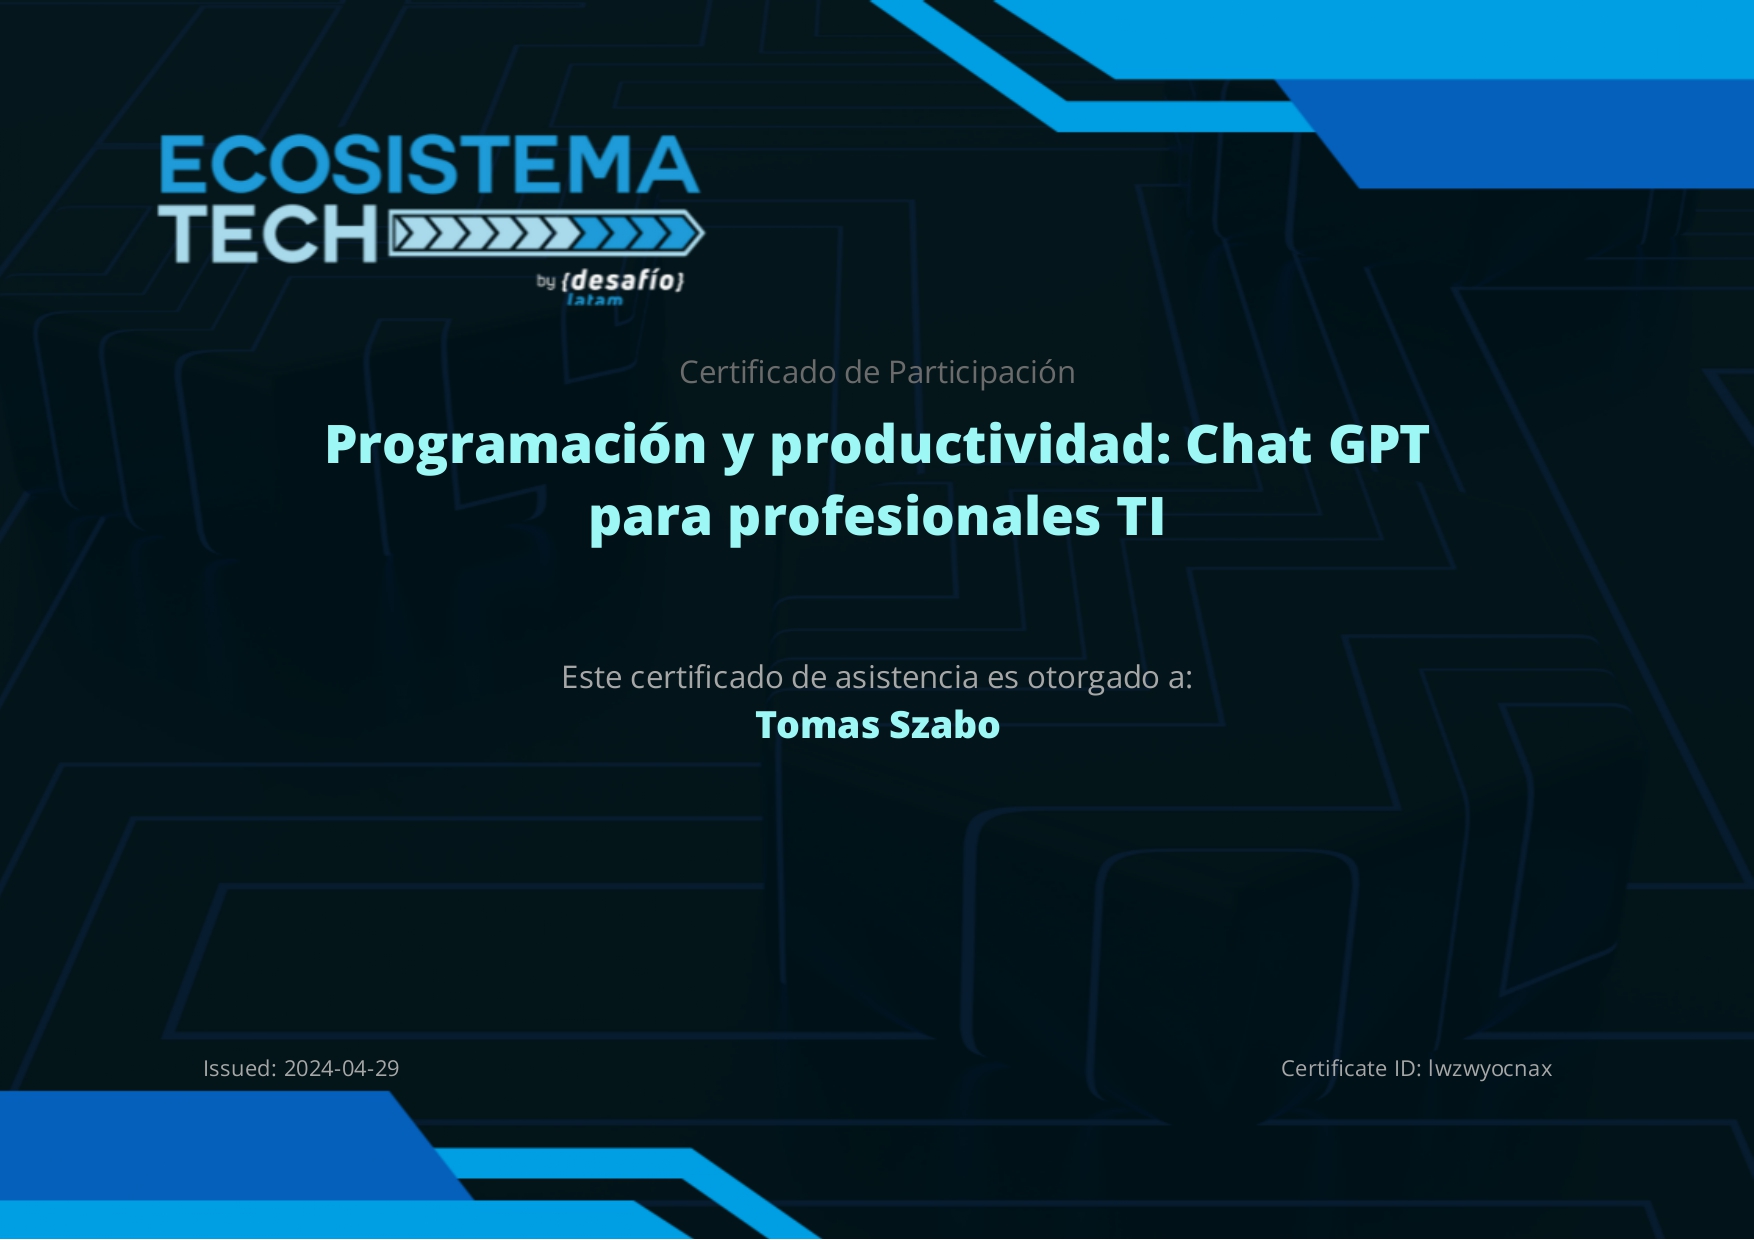 ECOSISTEMA
TECH
by {desafío}
latam
Certificado de Participación
Programación y productividad: Chat GPT
para profesionales TI
Este certificado de asistencia es otorgado a:
Tomas Szabo
Issued: 2024-04-29
Certificate ID: lwzwyocnax